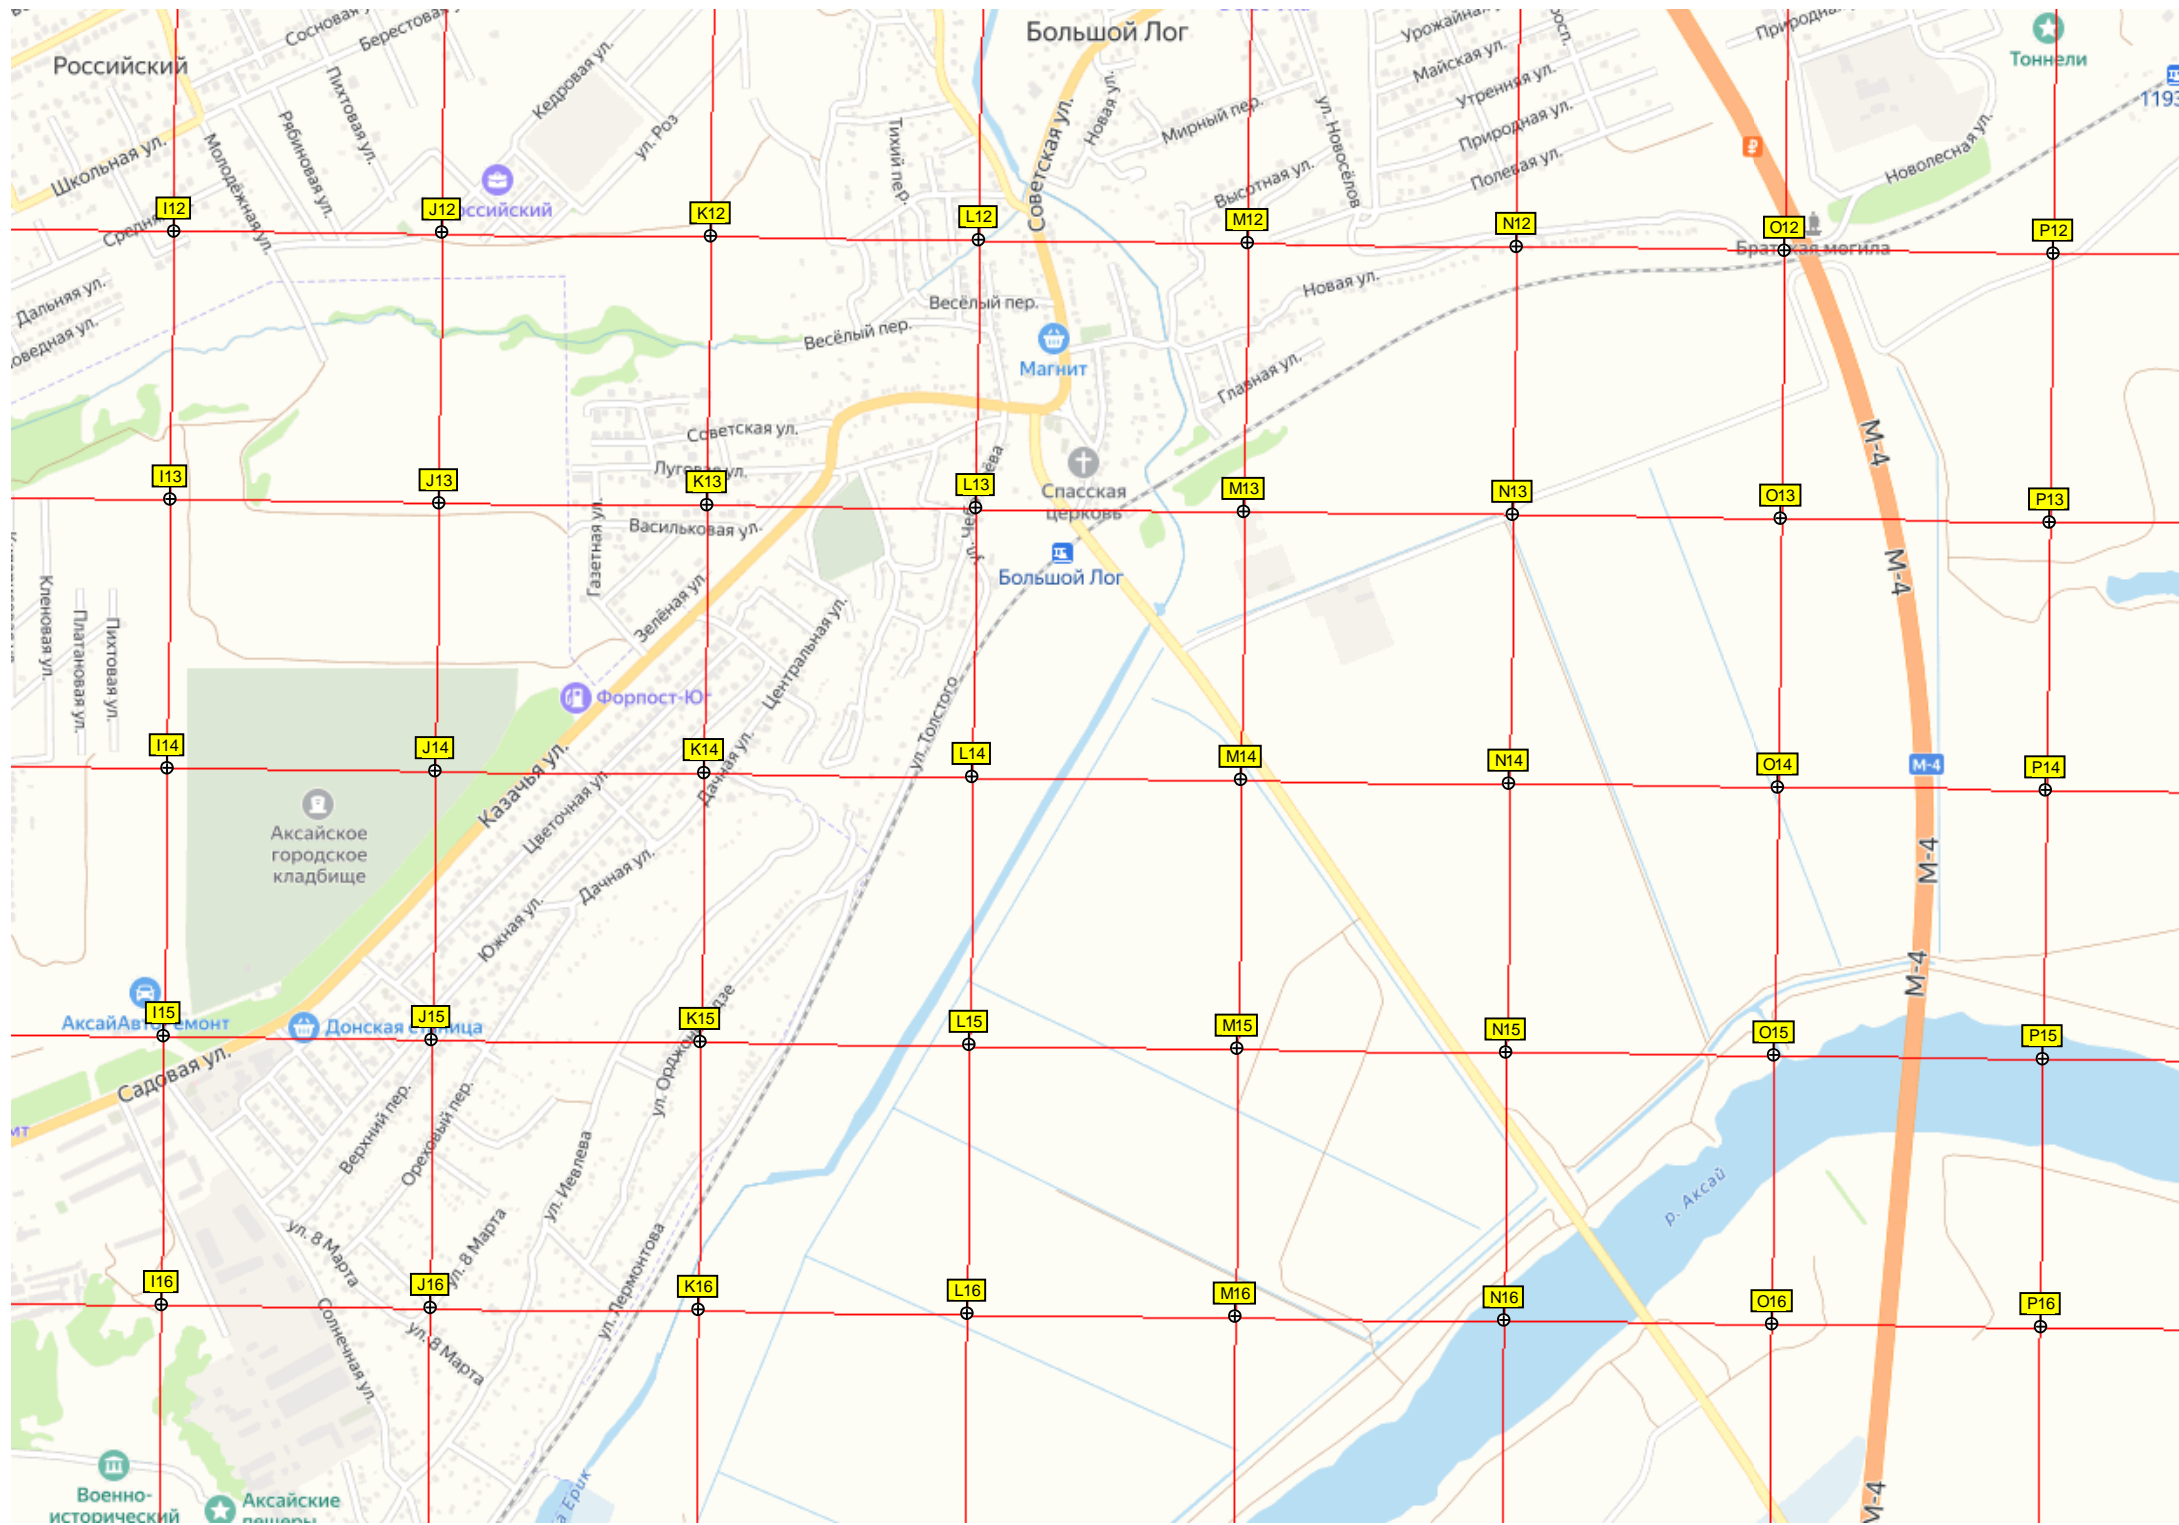 Большой Лог
Российский
Сосновая ул.
Берестовая
Пихтовая ул.
Кедровая ул.
ул. Роз
Рябиновая ул.
Молодёжная ул.
Школьная ул.
Тихий пер.
Советская ул.
Новая ул.
Мирный пер.
Высотная ул.
ул. Новосёлов
Урожайная
Майская ул.
Утренняя ул.
Природная ул.
Полевая ул.
Природная
Тоннели
1193
Новолесная ул.
I12
J12
K12
L12
M12
N12
O12
P12
Братская могила
Дальняя ул.
Весёлый пер.
Весёлый пер.
Новая ул.
Магнит
Главная ул.
Советская ул.
Луговая ул.
М-4
I13
J13
K13
L13
M13
N13
O13
P13
Спасская
церковь
Васильковая ул.
Газетная ул.
Большой Лог
М-4
Кленовая ул.
Платановая ул.
Пихтовая ул.
Зелёная ул.
Центральная ул.
Форпост-Юг
ул. Толстого
I14
J14
K14
L14
M14
N14
O14
P14
М-4
Казачья ул.
Цветочная ул.
Дачная ул.
Аксайское
городское
кладбище
Дачная ул.
Южная ул.
М-4
М-4
I15
J15
K15
L15
M15
N15
O15
P15
Донская станица
Садовая ул.
Верхний пер.
Ореховый пер.
ул. Иевлева
р. Аксай
ул. 8 Марта
ул. 8 Марта
ул. Лермонтова
I16
J16
K16
L16
M16
N16
O16
P16
Солнечная ул.
ул. 8 Марта
Военно-
исторический
Аксайские
пещеры
Ерик
М-4